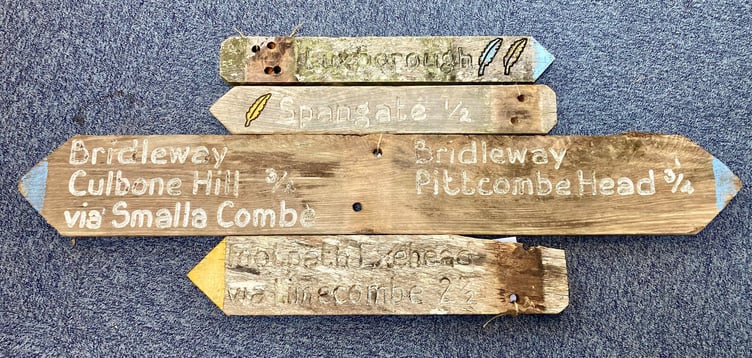 Luxborough
Spangate ½
Bridleway
Culbone Hill ¾
via Smalla Combe
Bridleway
Pittcombe Head ¾
Footpath Exehead
via Limecombe 2½